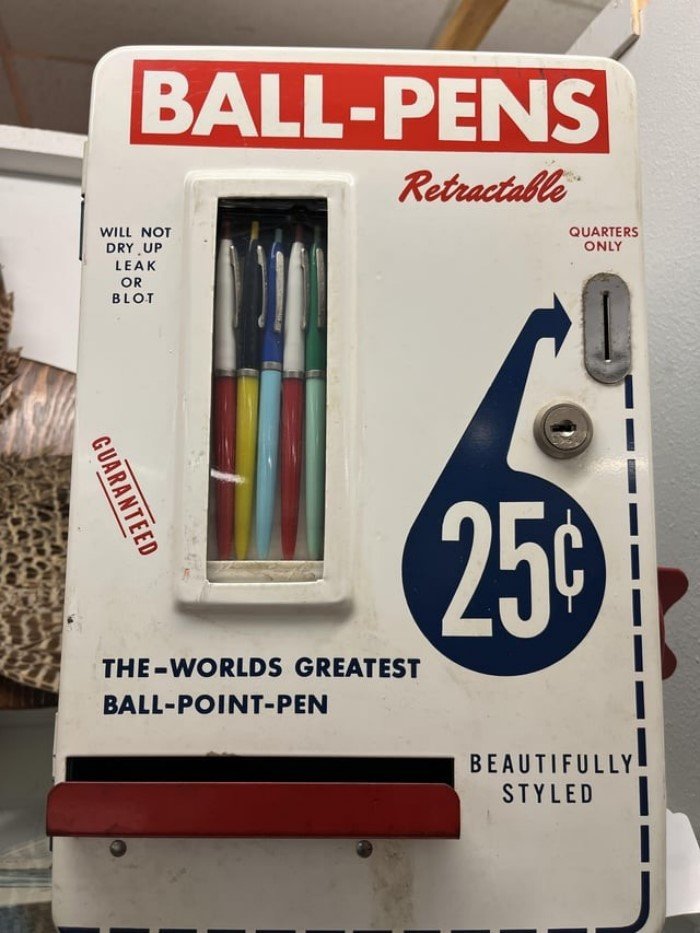 BALL-PENS
Retractable
WILL NOT
DRY UP
LEAK
OR
BLOT
QUARTERS
ONLY
GUARANTEED
25¢
THE-WORLDS GREATEST
BALL-POINT-PEN
BEAUTIFULLY
STYLED